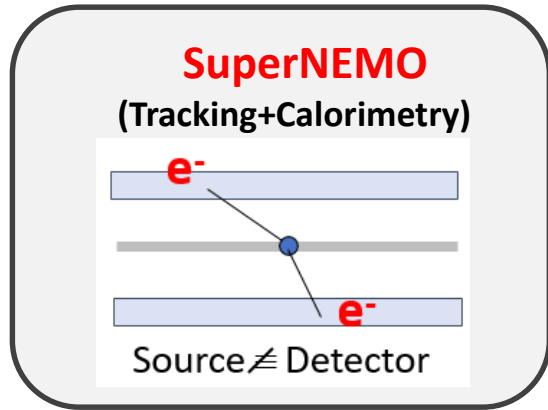 SuperNEMO
(Tracking+Calorimetry)
e-
e-
Source ≢ Detector